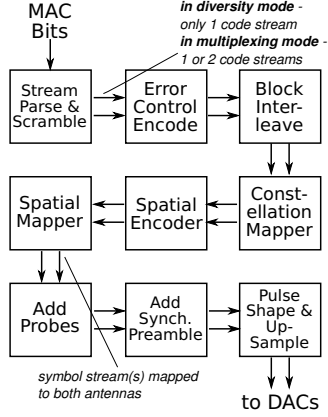 MAC
Bits
in diversity mode -
only 1 code stream
in multiplexing mode -
1 or 2 code streams
Stream
Parse &
Scramble
Error
Control
Encode
Block
Inter-
leave
Spatial
Mapper
Spatial
Encoder
Const-
ellation
Mapper
Add
Probes
Add
Synch.
Preamble
Pulse
Shape &
Up-
Sample
symbol stream(s) mapped
to both antennas
to DACs